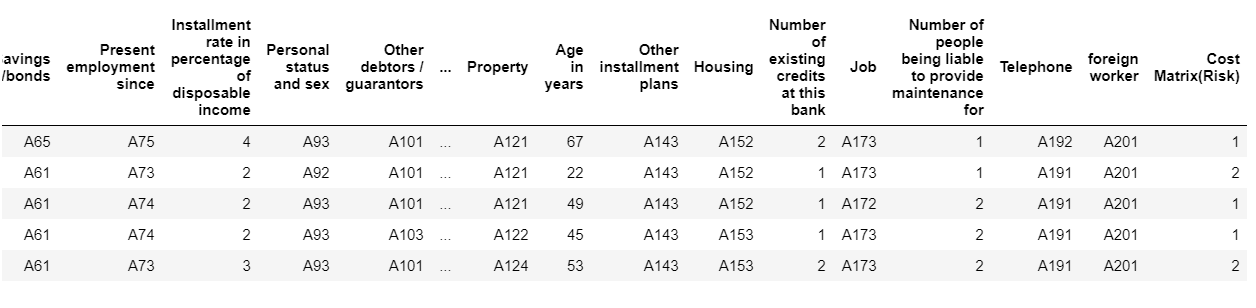 avings /bonds Present employment since Installment rate in percentage of disposable income Personal status and sex Other debtors / guarantors ... Property Age in years Other installment plans Housing Number of existing credits at this bank Job Number of people being liable to provide maintenance for Telephone foreign worker Cost Matrix(Risk)
A65 A75 4 A93 A101 ... A121 67 A143 A152 2 A173 1 A192 A201 1
A61 A73 2 A92 A101 ... A121 22 A143 A152 1 A173 1 A191 A201 2
A61 A74 2 A93 A101 ... A121 49 A143 A152 1 A172 2 A191 A201 1
A61 A74 2 A93 A103 ... A122 45 A143 A153 1 A173 2 A191 A201 1
A61 A73 3 A93 A101 ... A124 53 A143 A153 2 A173 2 A191 A201 2